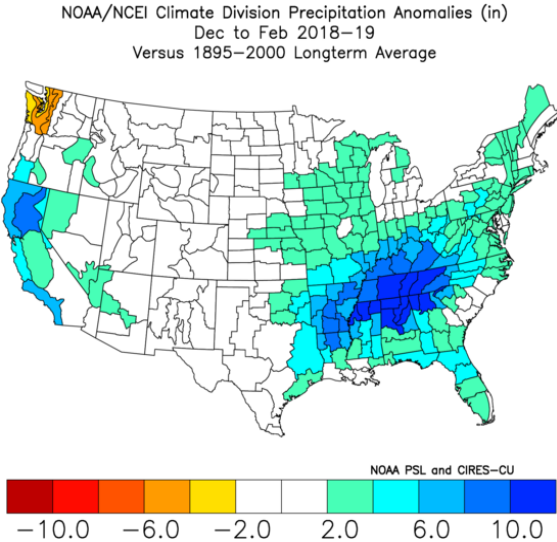 NOAA/NCEI Climate Division Precipitation Anomalies (in)
Dec to Feb 2018-19
Versus 1895-2000 Longterm Average
NOAA PSL and CIRES-CU
-10.0 -6.0 -2.0 2.0 6.0 10.0